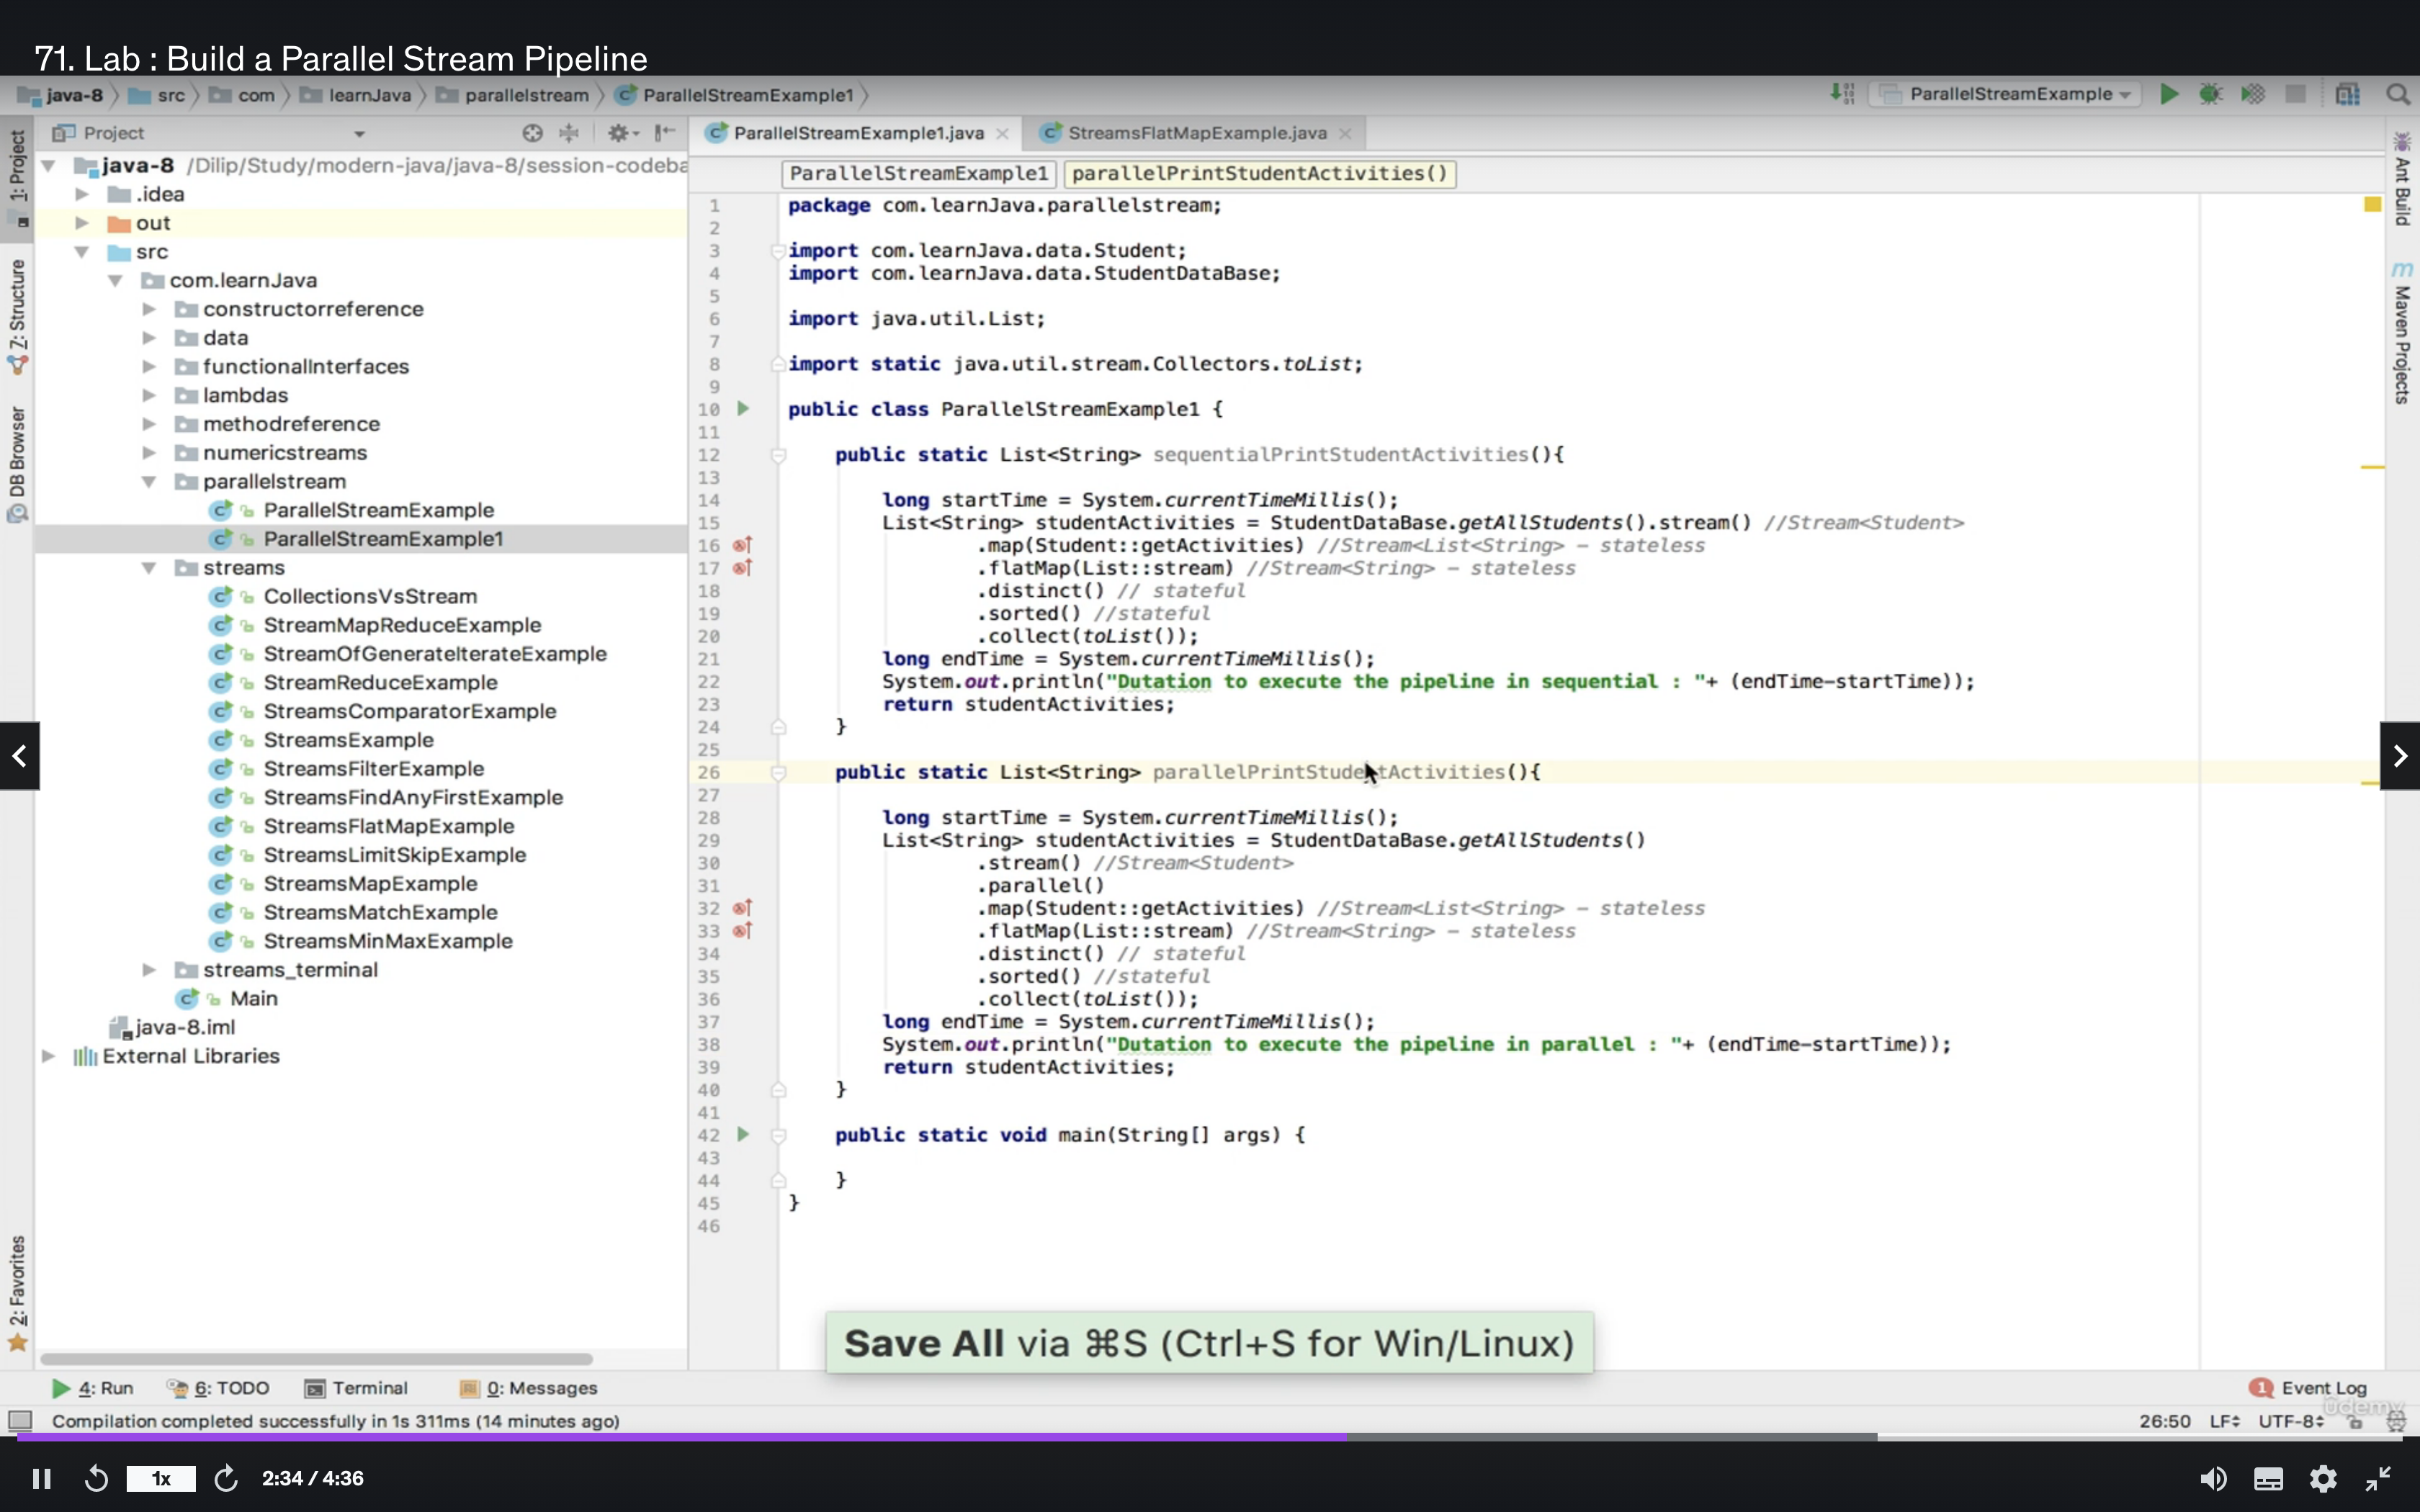 71. Lab : Build a Parallel Stream Pipeline
java-8 src com learnJava parallelstream ParallelStreamExample1
ParallelStreamExample
1: Project
Z: Structure
DB Browser
2: Favorites
Project
java-8 /Dilip/Study/modern-java/java-8/session-codeba
.idea
out
src
com.learnJava
constructorreference
data
functionalInterfaces
lambdas
methodreference
numericstreams
parallelstream
ParallelStreamExample
ParallelStreamExample1
streams
CollectionsVsStream
StreamMapReduceExample
StreamOfGenerateIterateExample
StreamReduceExample
StreamsComparatorExample
StreamsExample
StreamsFilterExample
StreamsFindAnyFirstExample
StreamsFlatMapExample
StreamsLimitSkipExample
StreamsMapExample
StreamsMatchExample
StreamsMinMaxExample
streams_terminal
Main
java-8.iml
External Libraries
ParallelStreamExample1.java StreamsFlatMapExample.java
ParallelStreamExample1 parallelPrintStudentActivities()
1 package com.learnJava.parallelstream;
2
3 import com.learnJava.data.Student;
4 import com.learnJava.data.StudentDataBase;
5
6 import java.util.List;
7
8 import static java.util.stream.Collectors.toList;
9
10 public class ParallelStreamExample1 {
11
12 public static List<String> sequentialPrintStudentActivities(){
13
14 long startTime = System.currentTimeMillis();
15 List<String> studentActivities = StudentDataBase.getAllStudents().stream() //Stream<Student>
16 .map(Student::getActivities) //Stream<List<String> - stateless
17 .flatMap(List::stream) //Stream<String> - stateless
18 .distinct() // stateful
19 .sorted() //stateful
20 .collect(toList());
21 long endTime = System.currentTimeMillis();
22 System.out.println("Dutation to execute the pipeline in sequential : "+ (endTime-startTime));
23 return studentActivities;
24 }
25
26 public static List<String> parallelPrintStudentActivities(){
27
28 long startTime = System.currentTimeMillis();
29 List<String> studentActivities = StudentDataBase.getAllStudents()
30 .stream() //Stream<Student>
31 .parallel()
32 .map(Student::getActivities) //Stream<List<String> - stateless
33 .flatMap(List::stream) //Stream<String> - stateless
34 .distinct() // stateful
35 .sorted() //stateful
36 .collect(toList());
37 long endTime = System.currentTimeMillis();
38 System.out.println("Dutation to execute the pipeline in parallel : "+ (endTime-startTime));
39 return studentActivities;
40 }
41
42 public static void main(String[] args) {
43
44 }
45 }
46
Ant Build
m Maven Projects
Save All via ⌘S (Ctrl+S for Win/Linux)
4: Run 6: TODO Terminal 0: Messages
1 Event Log
Compilation completed successfully in 1s 311ms (14 minutes ago)
26:50 LF UTF-8
udemy
1x 2:34 / 4:36